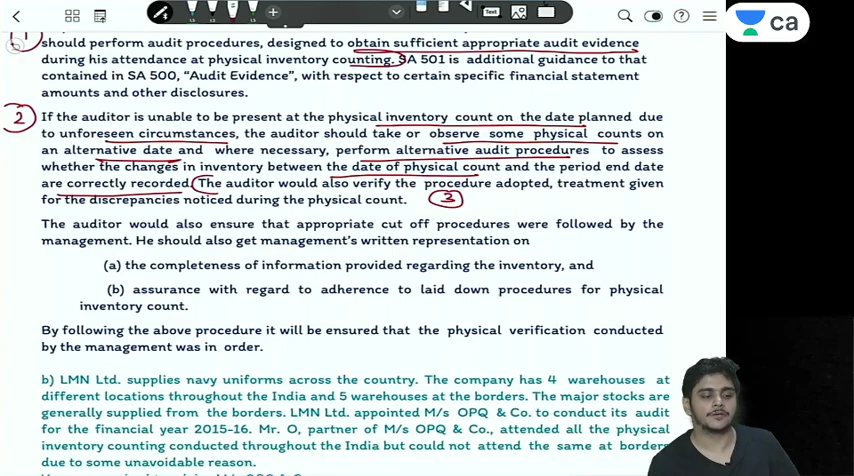 Text
?
ca
1
should perform audit procedures, designed to obtain sufficient appropriate audit evidence
during his attendance at physical inventory counting. SA 501 is additional guidance to that
contained in SA 500, “Audit Evidence”, with respect to certain specific financial statement
amounts and other disclosures.
2
If the auditor is unable to be present at the physical inventory count on the date planned due
to unforeseen circumstances, the auditor should take or observe some physical counts on
an alternative date and where necessary, perform alternative audit procedures to assess
whether the changes in inventory between the date of physical count and the period end date
are correctly recorded. The auditor would also verify the procedure adopted, treatment given
for the discrepancies noticed during the physical count. 3
The auditor would also ensure that appropriate cut off procedures were followed by the
management. He should also get management’s written representation on
(a) the completeness of information provided regarding the inventory, and
(b) assurance with regard to adherence to laid down procedures for physical
inventory count.
By following the above procedure it will be ensured that the physical verification conducted
by the management was in order.
b) LMN Ltd. supplies navy uniforms across the country. The company has 4 warehouses at
different locations throughout the India and 5 warehouses at the borders. The major stocks are
generally supplied from the borders. LMN Ltd. appointed M/s OPQ & Co. to conduct its audit
for the financial year 2015-16. Mr. O, partner of M/s OPQ & Co., attended all the physical
inventory counting conducted throughout the India but could not attend the same at borders
due to some unavoidable reason.